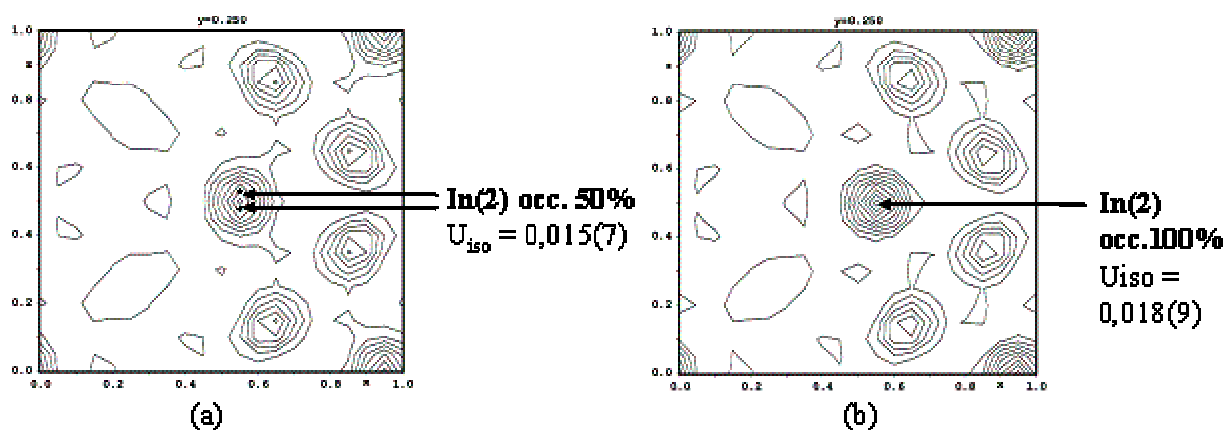 y=0.250
1.0
z
0.8
0.6
0.4
0.2
0.0
0.0 0.2 0.4 0.6 0.8 x 1.0
In(2) occ. 50%
Uiso = 0,015(7)
(a)
y=0.250
1.0
z
0.8
0.6
0.4
0.2
0.0
0.0 0.2 0.4 0.6 0.8 x 1.0
In(2)
occ.100%
Uiso =
0,018(9)
(b)